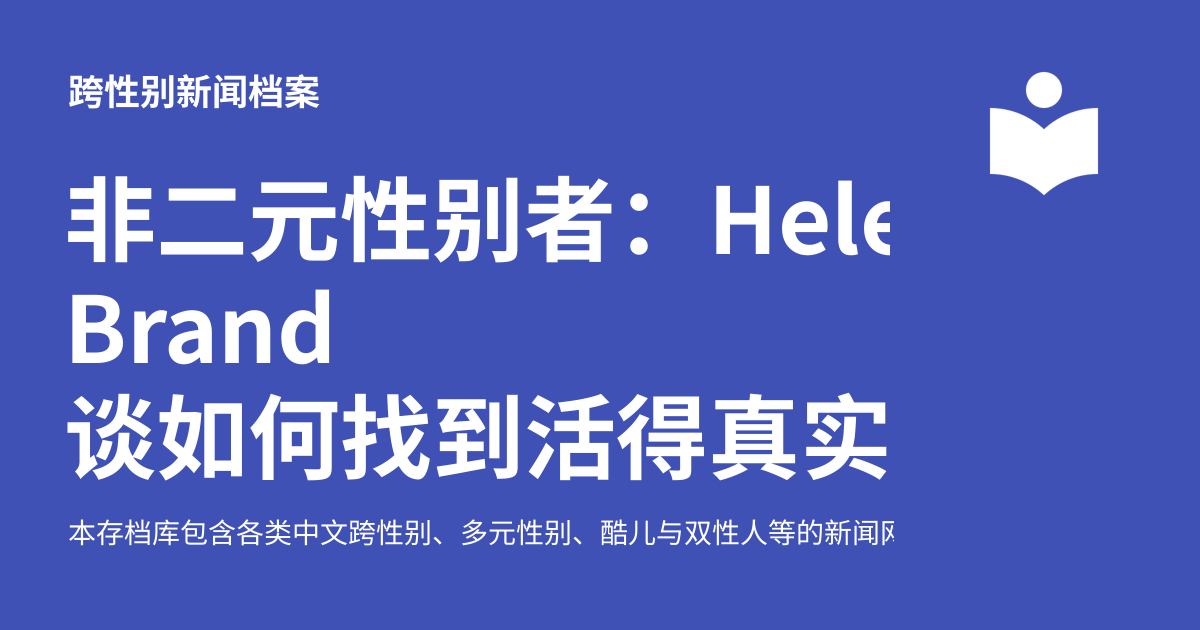 跨性别新闻档案
非二元性别者：Hele
Brand
谈如何找到活得真实
本存档库包含各类中文跨性别、多元性别、酷儿与双性人等的新闻